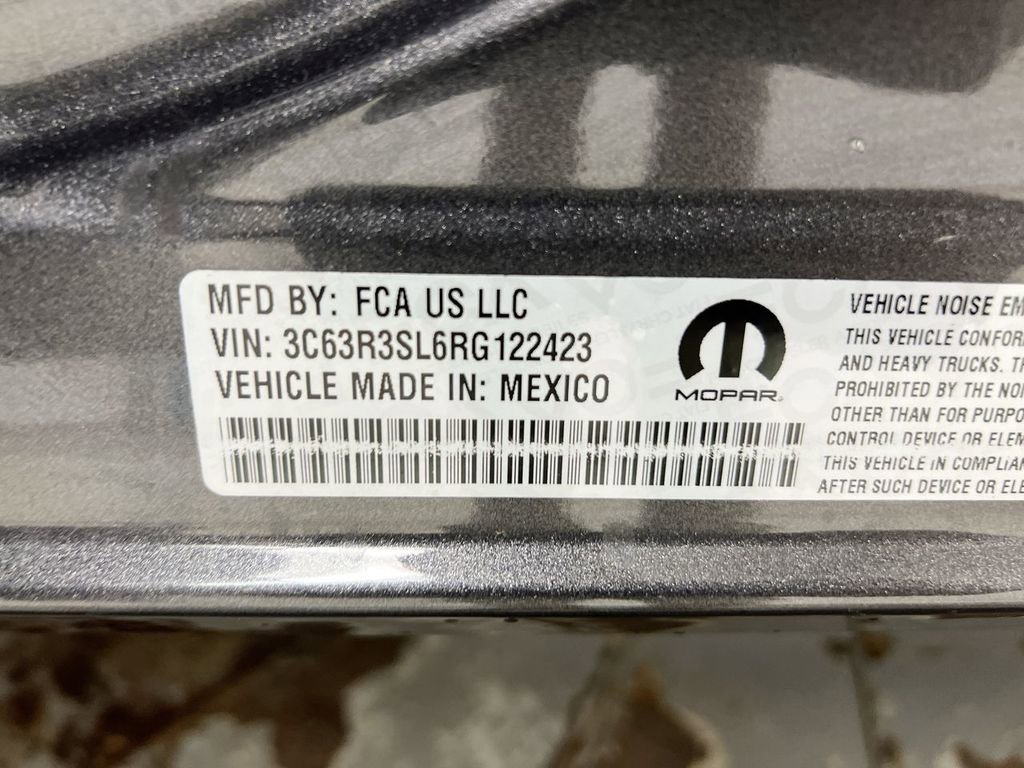 MFD BY: FCA US LLC
VIN: 3C63R3SL6RG122423
VEHICLE MADE IN: MEXICO
MOPAR
VEHICLE NOISE EM
THIS VEHICLE CONFOR
AND HEAVY TRUCKS. TH
PROHIBITED BY THE NOI
OTHER THAN FOR PURPO
CONTROL DEVICE OR ELEM
THIS VEHICLE IN COMPLIAN
AFTER SUCH DEVICE OR ELE